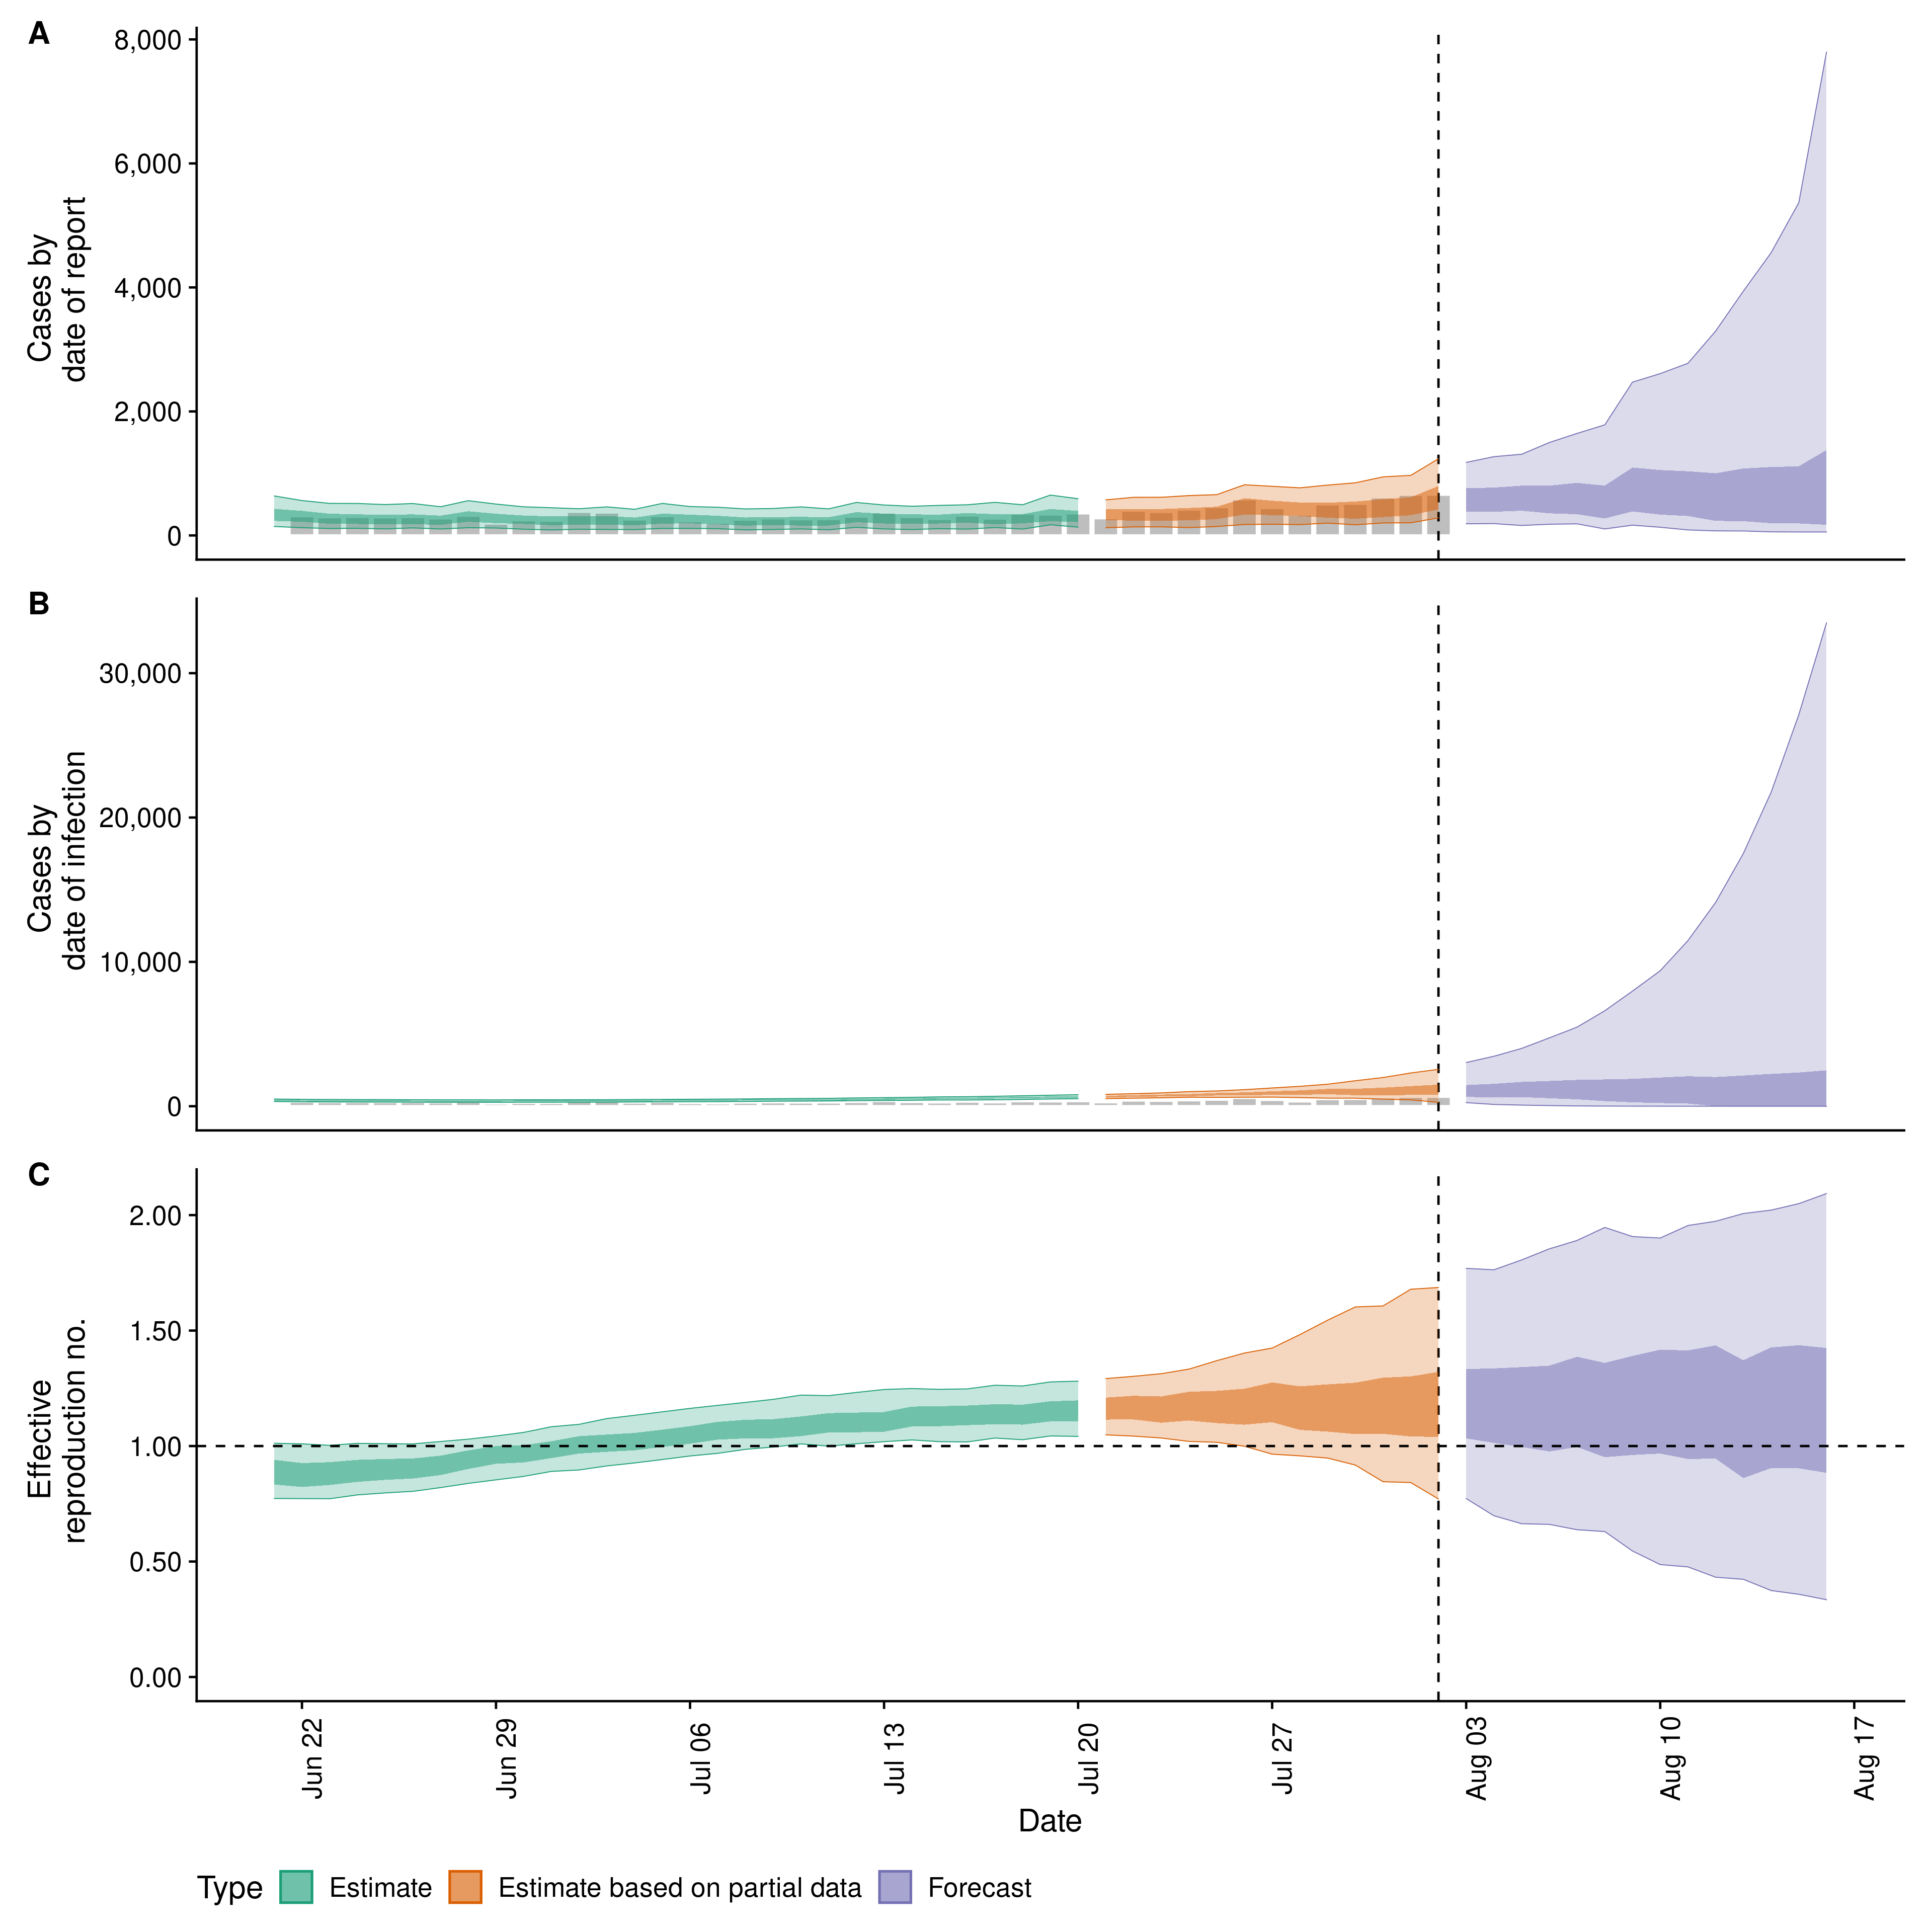 A
8,000
6,000
4,000
2,000
0
Cases by
date of report
B
30,000
20,000
10,000
0
Cases by
date of infection
C
2.00
1.50
1.00
0.50
0.00
Effective
reproduction no.
Jun 22
Jun 29
Jul 06
Jul 13
Jul 20
Jul 27
Aug 03
Aug 10
Aug 17
Date
Type Estimate Estimate based on partial data Forecast